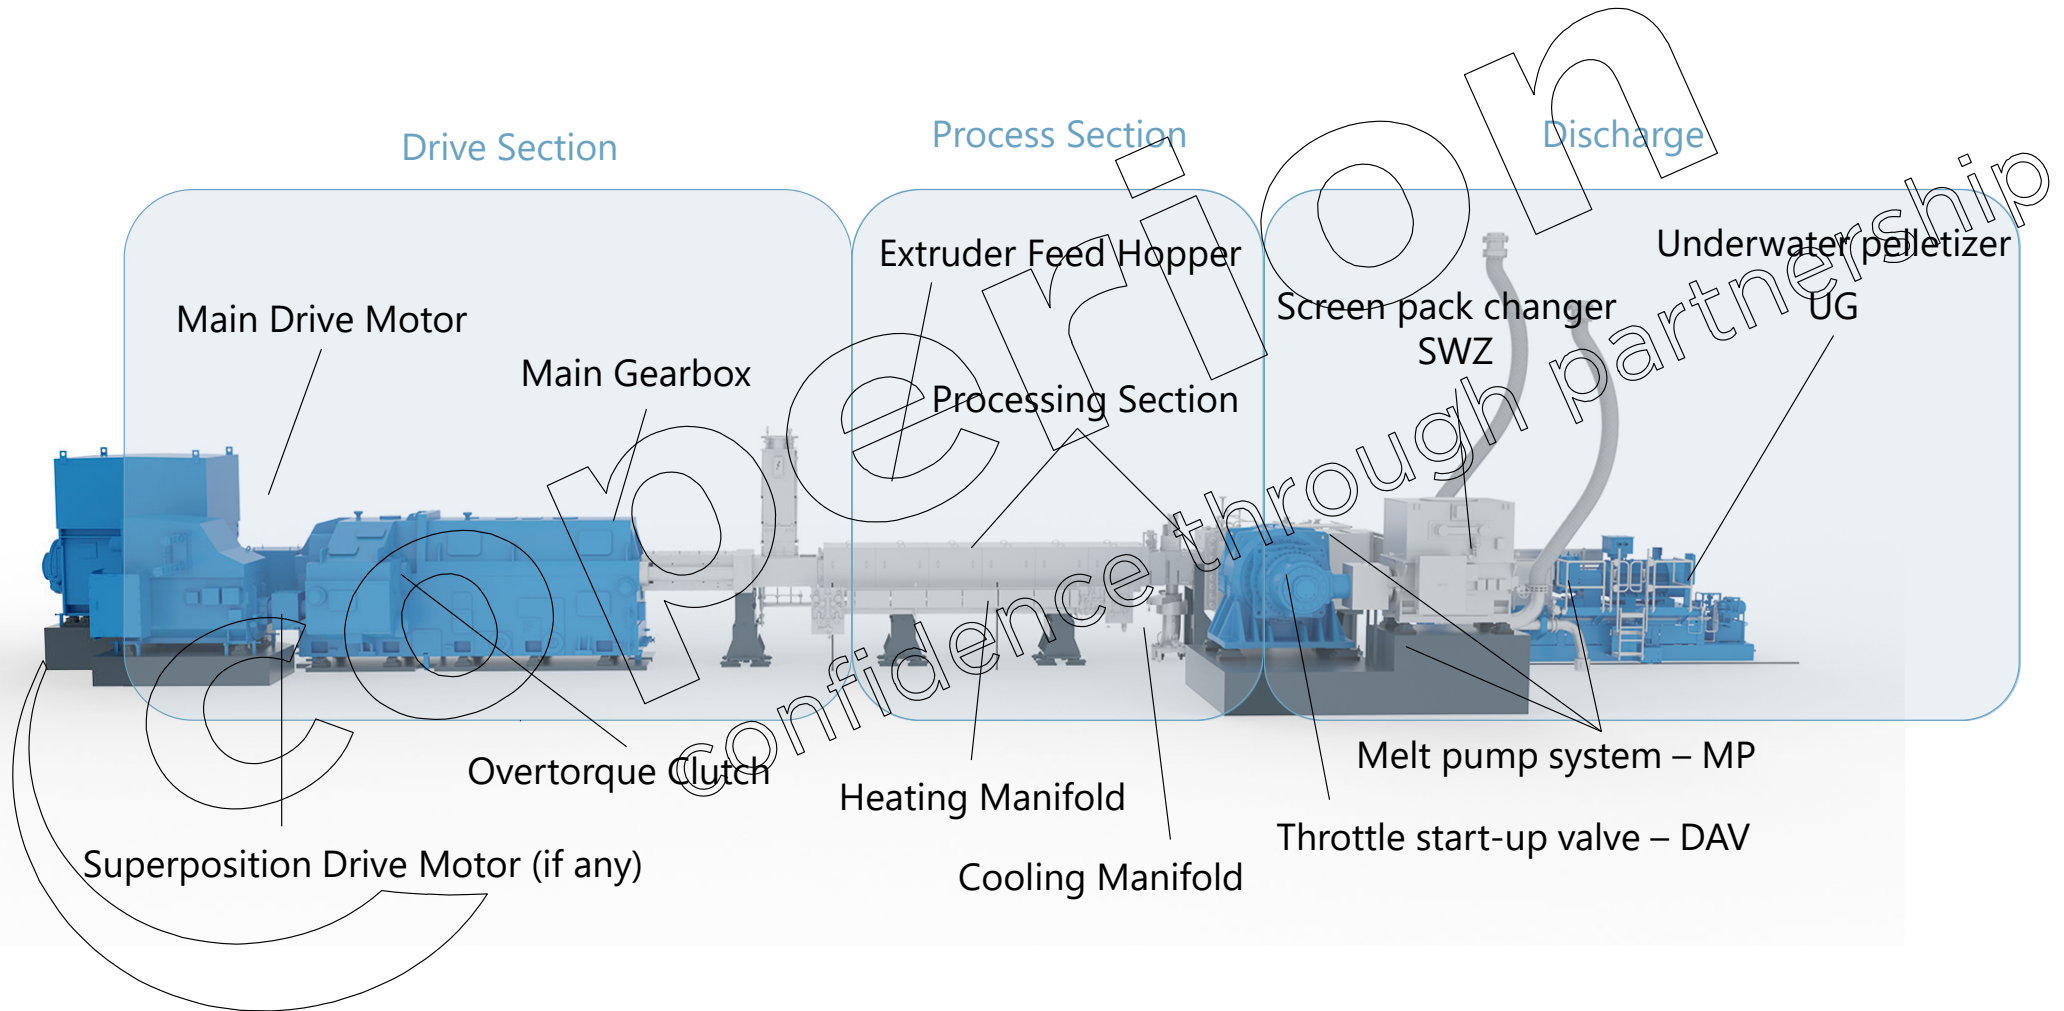 Drive Section
Process Section
Discharge
Extruder Feed Hopper
Underwater pelletizer
UG
Screen pack changer
SWZ
Main Drive Motor
Main Gearbox
Processing Section
Overtorque Clutch
Heating Manifold
Melt pump system – MP
Throttle start-up valve – DAV
Superposition Drive Motor (if any)
Cooling Manifold
coperion
confidence through partnership